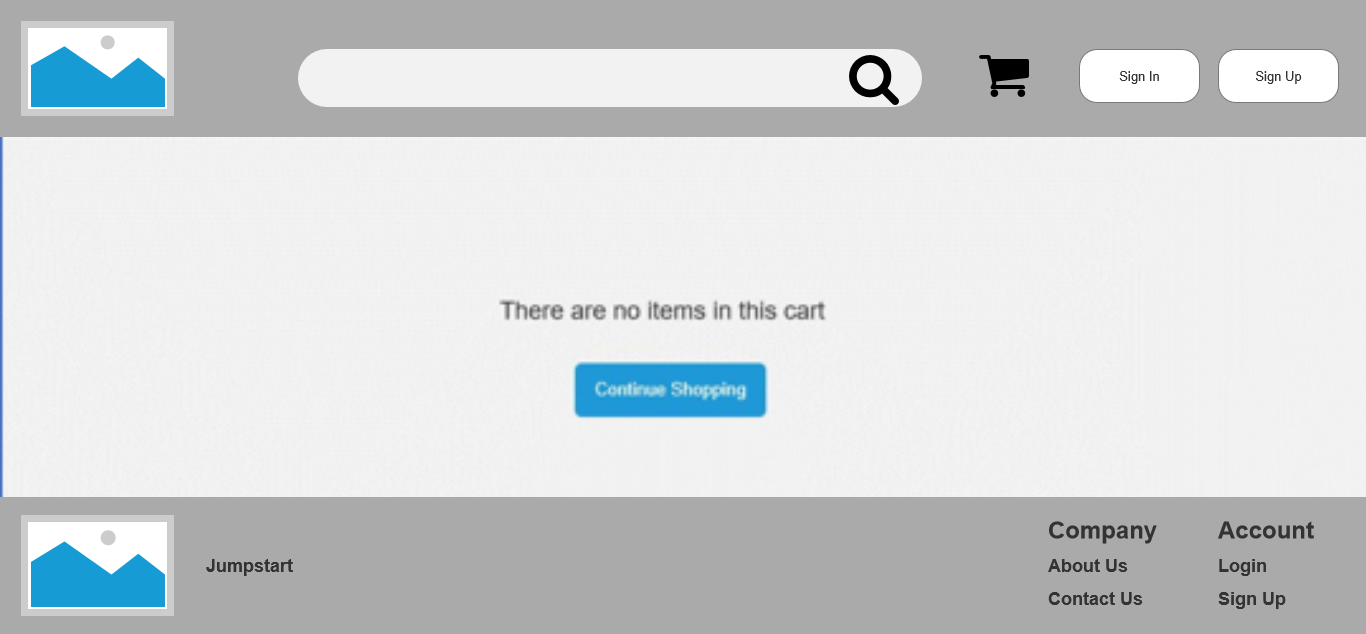 Sign In
Sign Up
There are no items in this cart
Continue Shopping
Jumpstart
Company
About Us
Contact Us
Account
Login
Sign Up